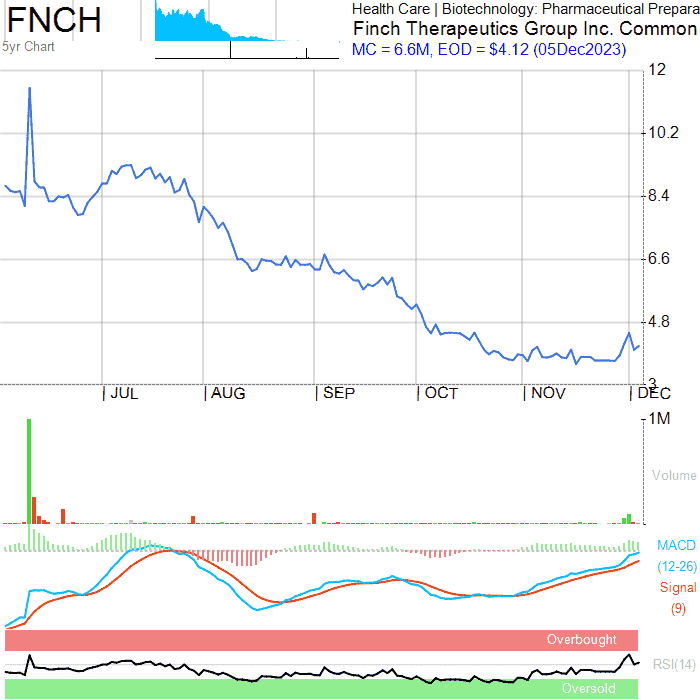 FNCH
5yr Chart
Health Care | Biotechnology: Pharmaceutical Prepara
Finch Therapeutics Group Inc. Common
MC = 6.6M, EOD = $4.12 (05Dec2023)
12
10.2
8.4
6.6
4.8
3
JUL
AUG
SEP
OCT
NOV
DEC
1M
Volume
MACD
(12-26)
Signal
(9)
Overbought
RSI(14)
Oversold